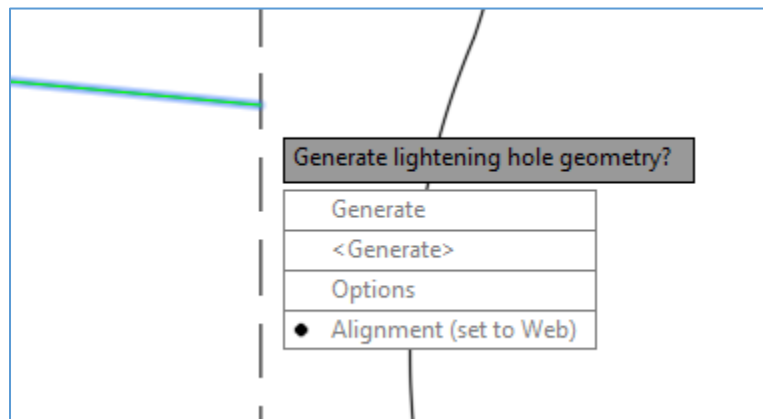 Generate lightening hole geometry?
Generate
<Generate>
Options
Alignment (set to Web)